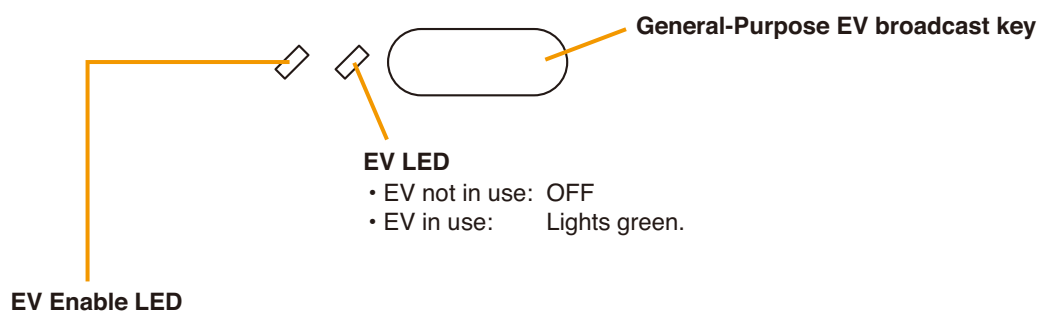 General-Purpose EV broadcast key
EV LED
・EV not in use: OFF
・EV in use: Lights green.
EV Enable LED